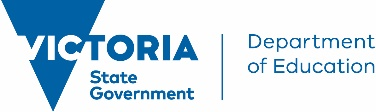 VICTORIA
State
Government
Department
of Education